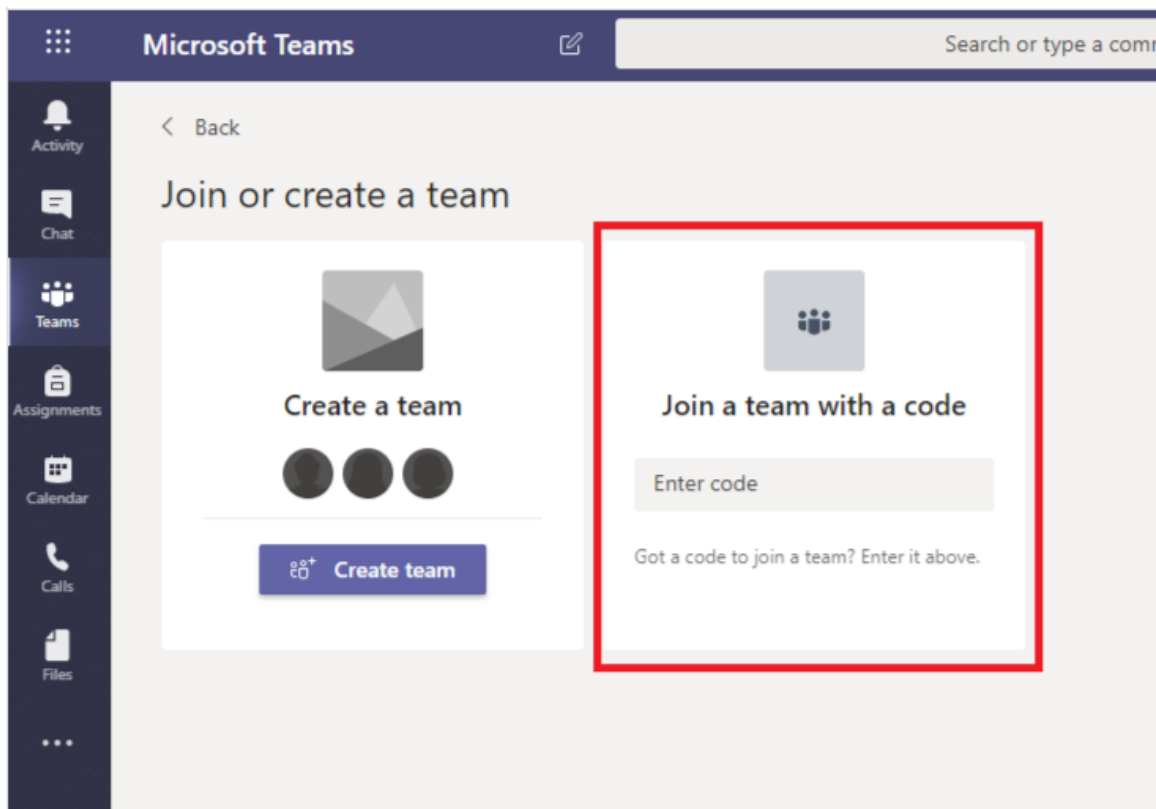 Microsoft Teams
Search or type a comm
Activity
Chat
Teams
Assignments
Calendar
Calls
Files
Back
Join or create a team
Create a team
Create team
Join a team with a code
Enter code
Got a code to join a team? Enter it above.